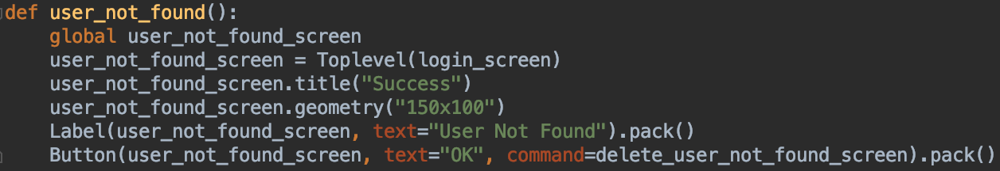 def user_not_found():
    global user_not_found_screen
    user_not_found_screen = Toplevel(login_screen)
    user_not_found_screen.title("Success")
    user_not_found_screen.geometry("150x100")
    Label(user_not_found_screen, text="User Not Found").pack()
    Button(user_not_found_screen, text="OK", command=delete_user_not_found_screen).pack()